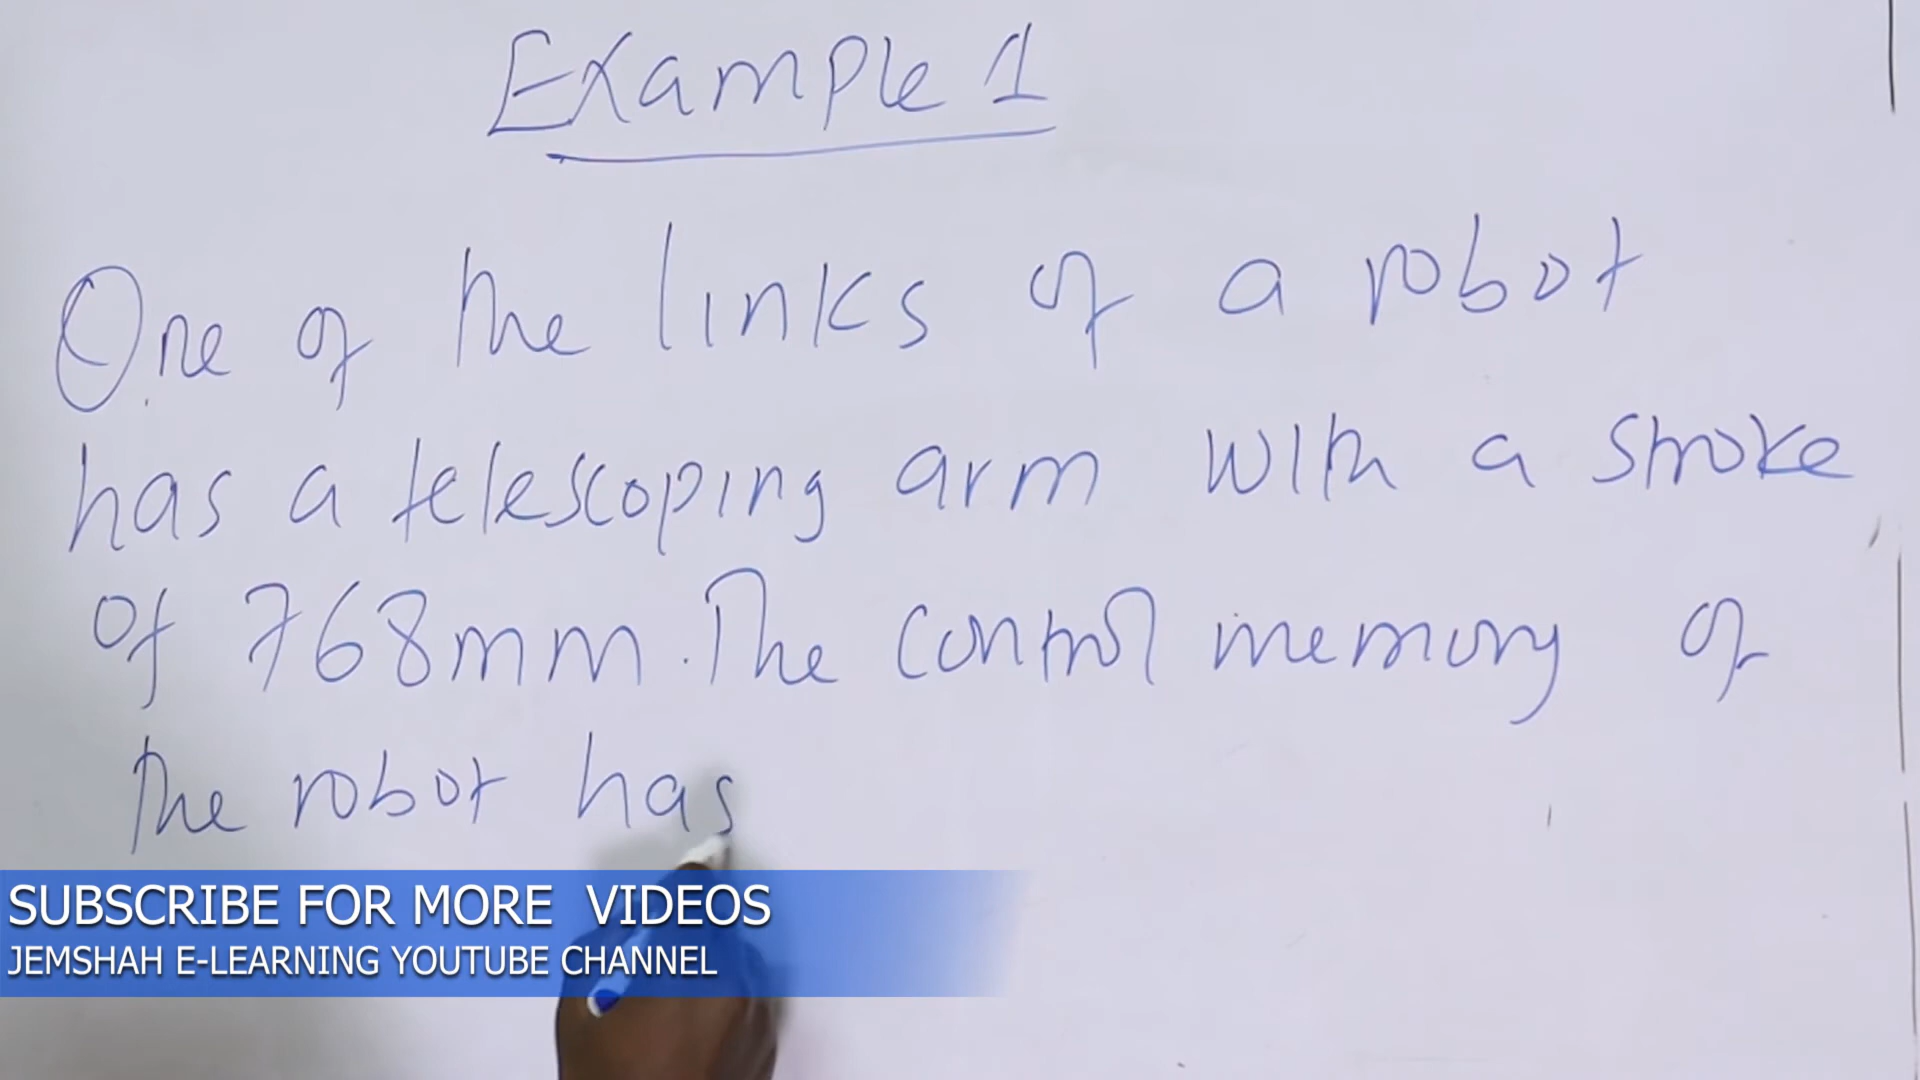 Example 1
One of the links of a robot
has a telescoping arm with a stroke
of 768mm. The control memory of
the robot has
SUBSCRIBE FOR MORE VIDEOS
JEMSHAH E-LEARNING YOUTUBE CHANNEL